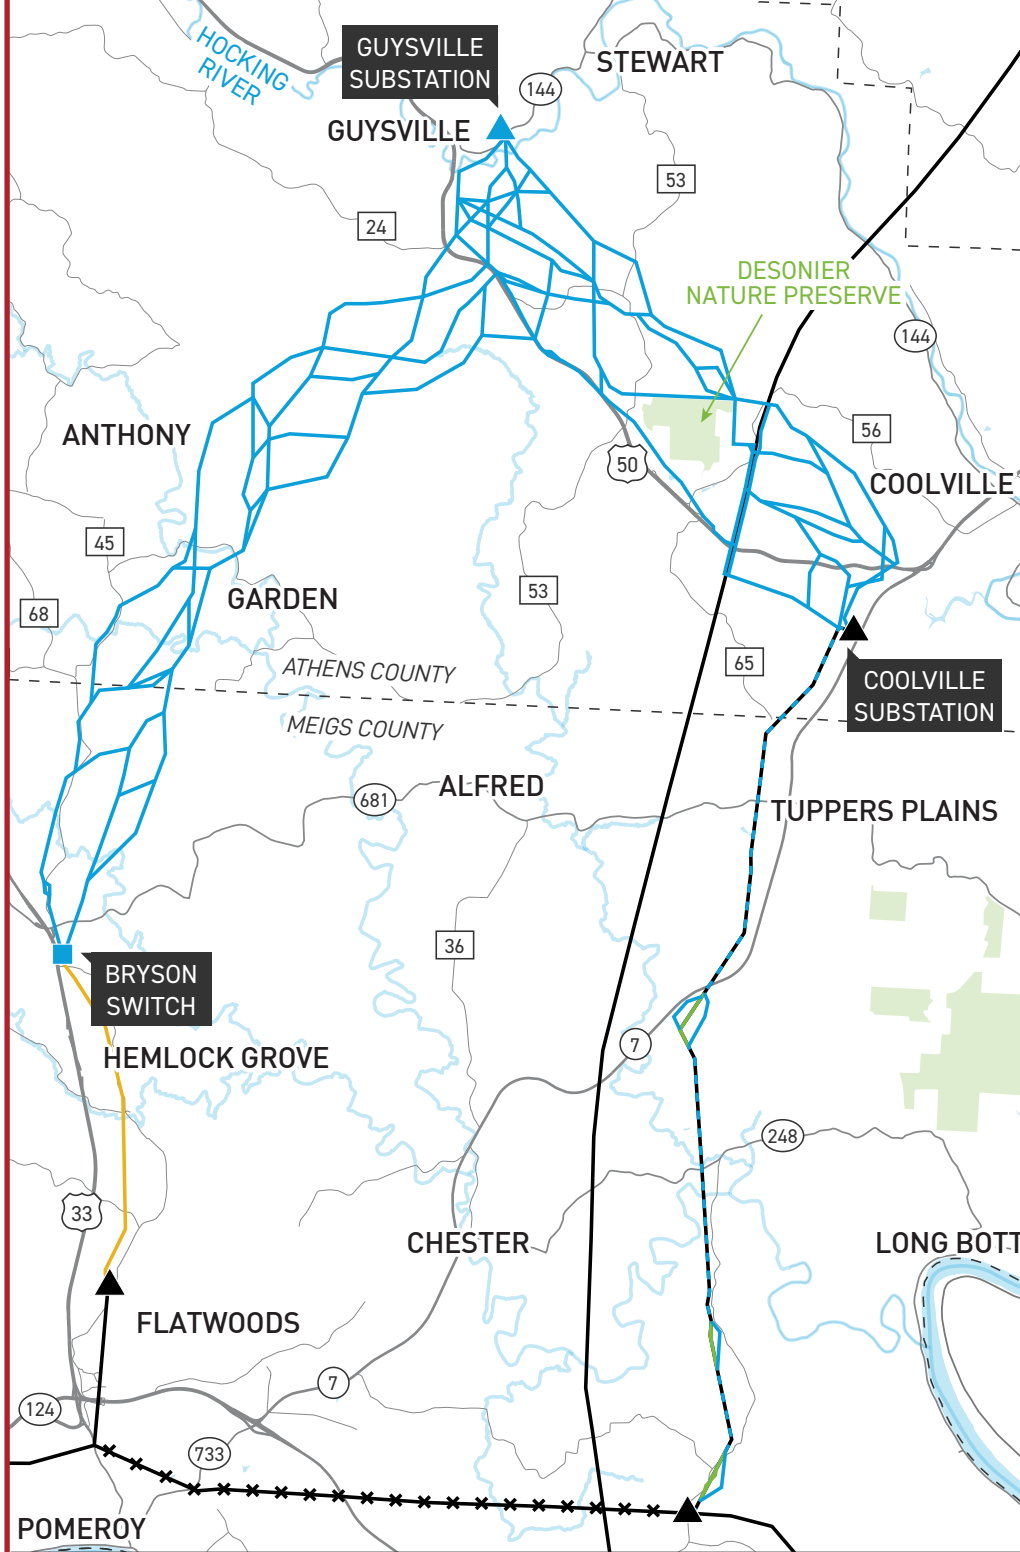 HOCKING
RIVER
GUYSVILLE
SUBSTATION
144
STEWART
GUYSVILLE
53
24
DESONIER
NATURE PRESERVE
144
56
ANTHONY
50
COOLVILLE
45
53
GARDEN
68
65
ATHENS COUNTY
COOLVILLE
SUBSTATION
MEIGS COUNTY
ALFRED
681
TUPPERS PLAINS
36
BRYSON
SWITCH
7
HEMLOCK GROVE
248
33
CHESTER
LONG BOTT
FLATWOODS
7
124
733
POMEROY